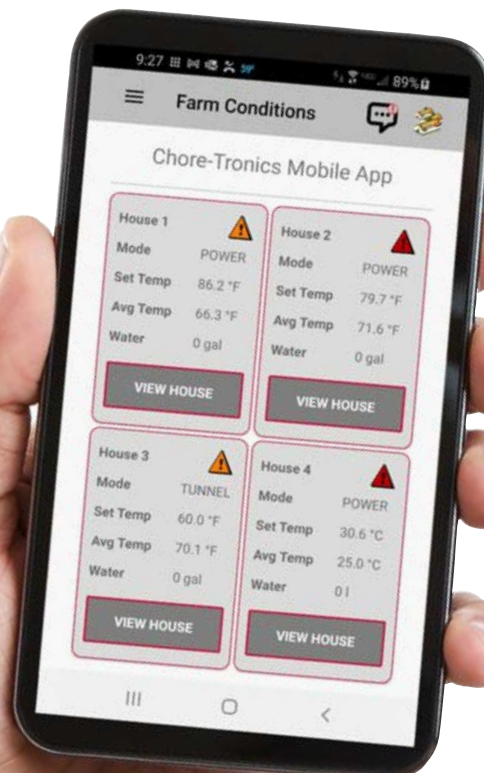 9:27 59° 89%
Farm Conditions
Chore-Tronics Mobile App
House 1
Mode POWER
Set Temp 86.2 °F
Avg Temp 66.3 °F
Water 0 gal
VIEW HOUSE
House 2
Mode POWER
Set Temp 79.7 °F
Avg Temp 71.6 °F
Water 0 gal
VIEW HOUSE
House 3
Mode TUNNEL
Set Temp 60.0 °F
Avg Temp 70.1 °F
Water 0 gal
VIEW HOUSE
House 4
Mode POWER
Set Temp 30.6 °C
Avg Temp 25.0 °C
Water 0 l
VIEW HOUSE